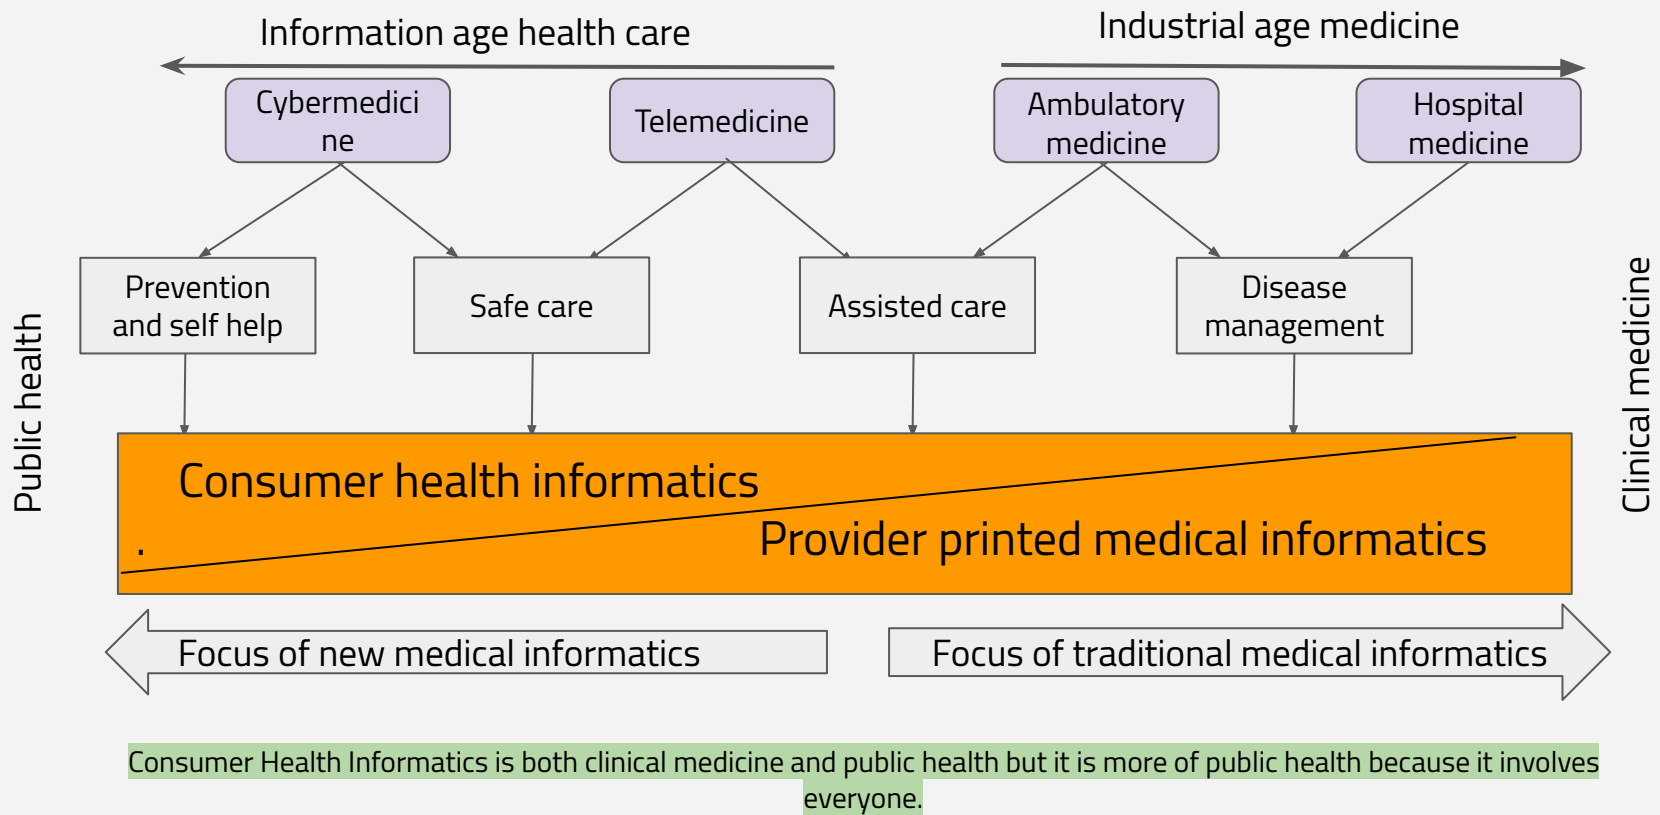 Information age health care
Industrial age medicine
Cybermedici
ne
Telemedicine
Ambulatory
medicine
Hospital
medicine
Public health
Prevention
and self help
Safe care
Assisted care
Disease
management
Clinical medicine
Consumer health informatics
.
Provider printed medical informatics
Focus of new medical informatics
Focus of traditional medical informatics
Consumer Health Informatics is both clinical medicine and public health but it is more of public health because it involves
everyone.